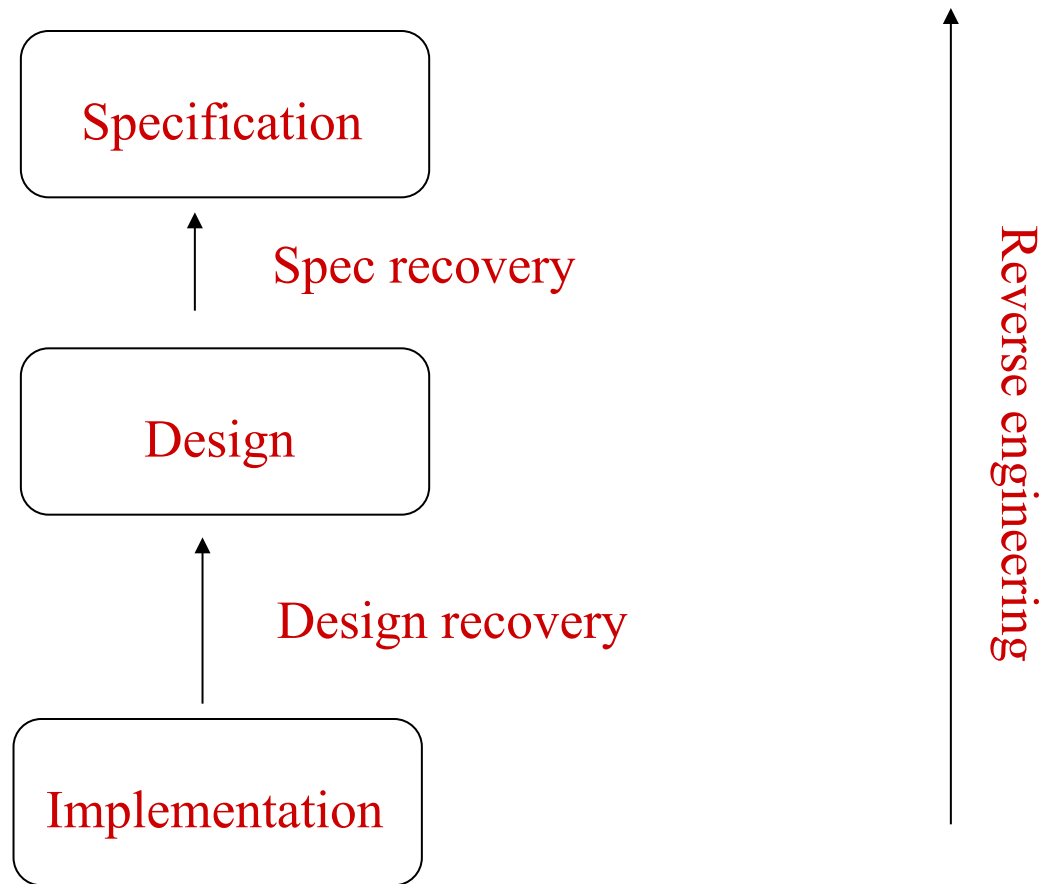 Specification
Spec recovery
Design
Design recovery
Implementation
Reverse engineering